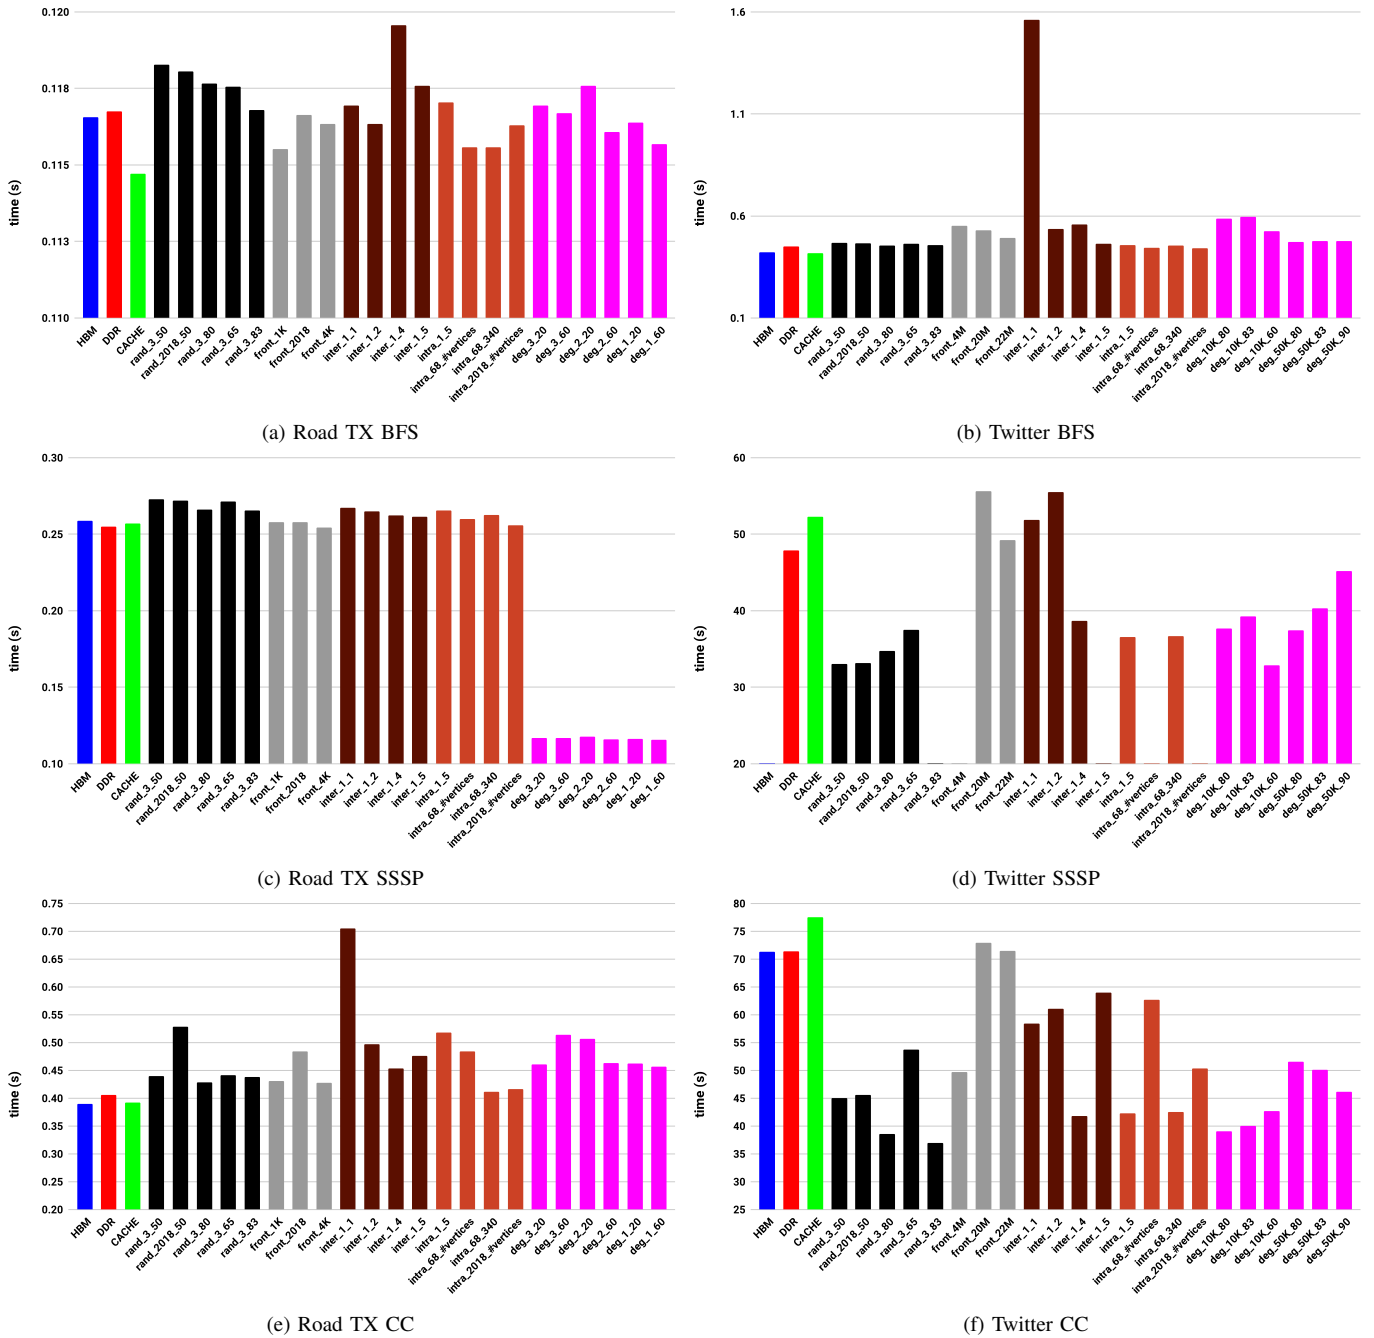 time (s)
0.120
0.118
0.115
0.113
0.110
HBM
DDR
CACHE
rand_3_50
rand_2018_50
rand_3_80
rand_3_65
rand_3_83
front_1K
front_2018
front_4K
inter_1_1
inter_1_2
inter_1_4
inter_1_5
intra_1_5
intra_68_#vertices
intra_68_340
intra_2018_#vertices
deg_3_20
deg_3_60
deg_2_20
deg_2_60
deg_1_20
deg_1_60
(a) Road TX BFS
time (s)
1.6
1.1
0.6
0.1
HBM
DDR
CACHE
rand_3_50
rand_2018_50
rand_3_80
rand_3_65
rand_3_83
front_4M
front_20M
front_22M
inter_1_1
inter_1_2
inter_1_4
inter_1_5
intra_1_5
intra_68_#vertices
intra_68_340
intra_2018_#vertices
deg_10K_80
deg_10K_83
deg_10K_60
deg_50K_80
deg_50K_83
deg_50K_90
(b) Twitter BFS
time (s)
0.30
0.25
0.20
0.15
0.10
HBM
DDR
CACHE
rand_3_50
rand_2018_50
rand_3_80
rand_3_65
rand_3_83
front_1K
front_2018
front_4K
inter_1_1
inter_1_2
inter_1_4
inter_1_5
intra_1_5
intra_68_#vertices
intra_68_340
intra_2018_#vertices
deg_3_20
deg_3_60
deg_2_20
deg_2_60
deg_1_20
deg_1_60
(c) Road TX SSSP
time (s)
60
50
40
30
20
HBM
DDR
CACHE
rand_3_50
rand_2018_50
rand_3_80
rand_3_65
rand_3_83
front_4M
front_20M
front_22M
inter_1_1
inter_1_2
inter_1_4
inter_1_5
intra_1_5
intra_68_#vertices
intra_68_340
intra_2018_#vertices
deg_10K_80
deg_10K_83
deg_10K_60
deg_50K_80
deg_50K_83
deg_50K_90
(d) Twitter SSSP
time (s)
0.75
0.70
0.65
0.60
0.55
0.50
0.45
0.40
0.35
0.30
0.25
0.20
HBM
DDR
CACHE
rand_3_50
rand_2018_50
rand_3_80
rand_3_65
rand_3_83
front_1K
front_2018
front_4K
inter_1_1
inter_1_2
inter_1_4
inter_1_5
intra_1_5
intra_68_#vertices
intra_68_340
intra_2018_#vertices
deg_3_20
deg_3_60
deg_2_20
deg_2_60
deg_1_20
deg_1_60
(e) Road TX CC
time (s)
80
75
70
65
60
55
50
45
40
35
30
25
HBM
DDR
CACHE
rand_3_50
rand_2018_50
rand_3_80
rand_3_65
rand_3_83
front_4M
front_20M
front_22M
inter_1_1
inter_1_2
inter_1_4
inter_1_5
intra_1_5
intra_68_#vertices
intra_68_340
intra_2018_#vertices
deg_10K_80
deg_10K_83
deg_10K_60
deg_50K_80
deg_50K_83
deg_50K_90
(f) Twitter CC